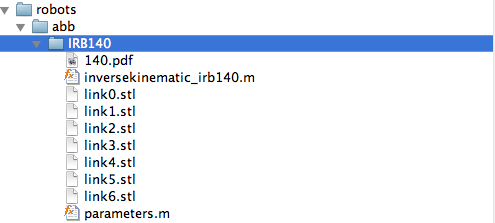 robots
abb
IRB140
140.pdf
inversekinematic_irb140.m
link0.stl
link1.stl
link2.stl
link3.stl
link4.stl
link5.stl
link6.stl
parameters.m